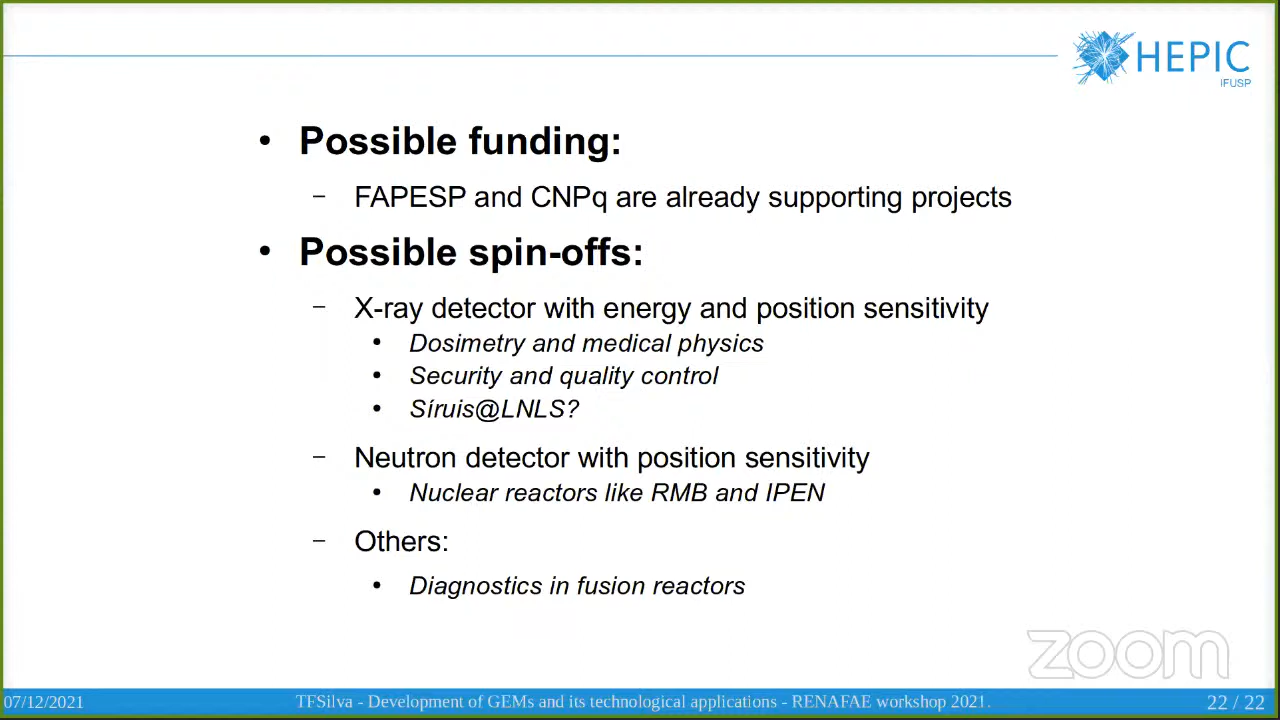 HEPIC
IFUSP
• Possible funding:
– FAPESP and CNPq are already supporting projects
• Possible spin-offs:
– X-ray detector with energy and position sensitivity
• Dosimetry and medical physics
• Security and quality control
• Síruis@LNLS?
– Neutron detector with position sensitivity
• Nuclear reactors like RMB and IPEN
– Others:
• Diagnostics in fusion reactors
zoom
07/12/2021 TFSilva - Development of GEMs and its technological applications - RENAFAE workshop 2021. 22 / 22